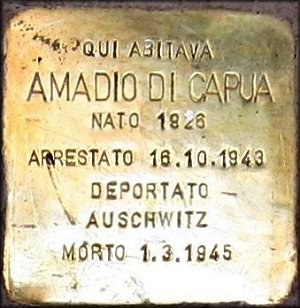 QUI ABITAVA
AMADIO DI CAPUA
NATO 1926
ARRESTATO 16.10.1943
DEPORTATO
AUSCHWITZ
MORTO 1.3.1945